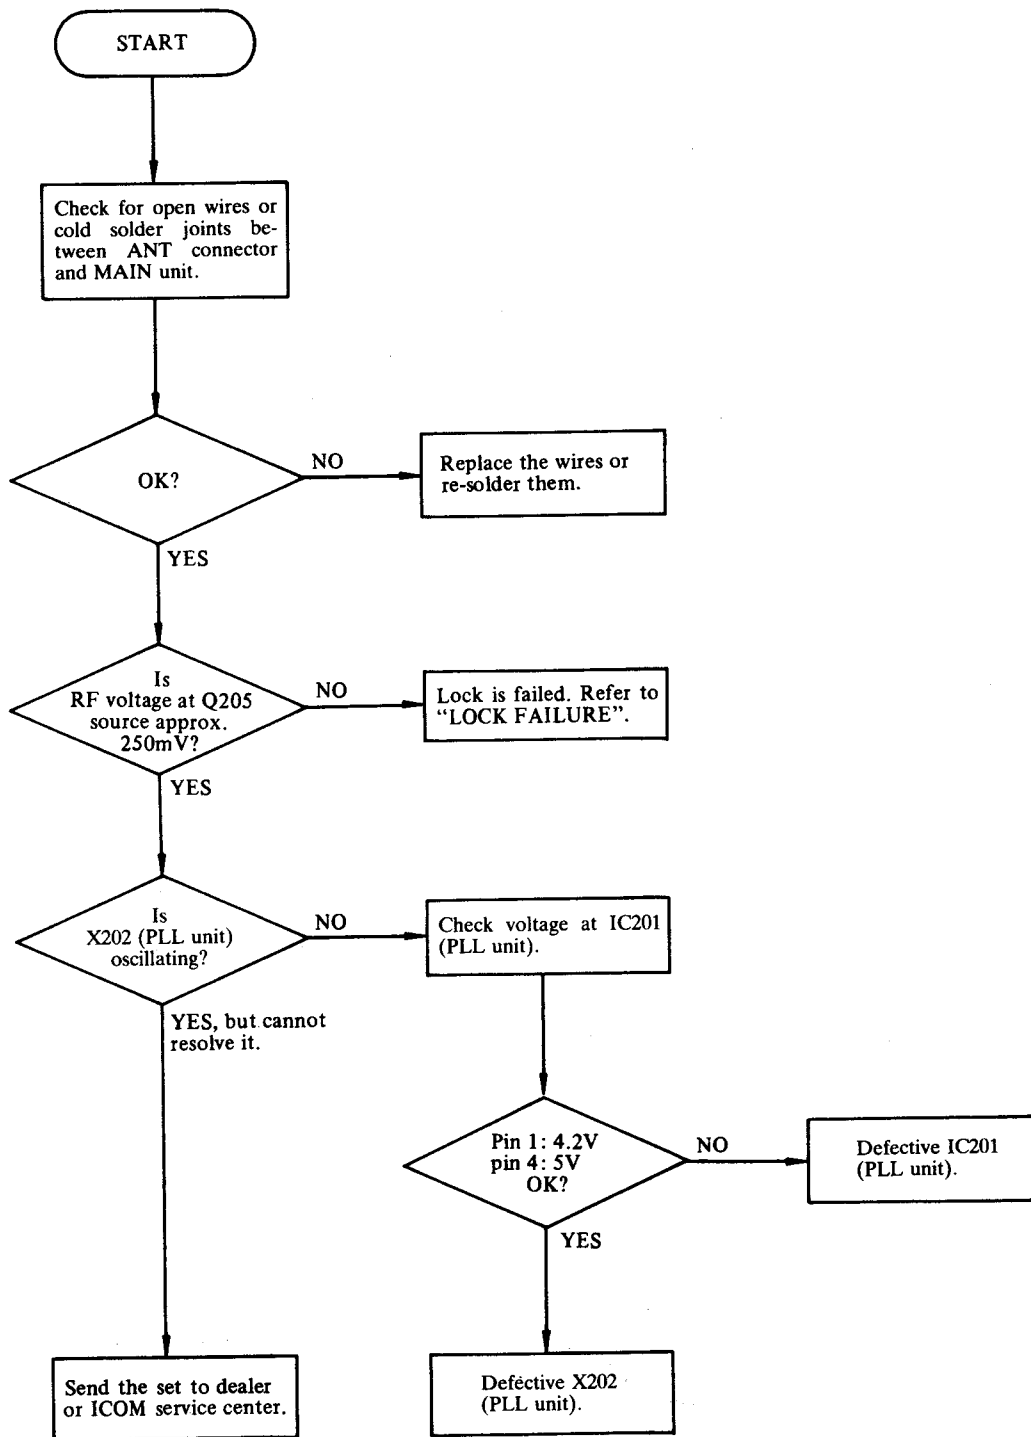 START
Check for open wires or
cold solder joints be-
tween ANT connector
and MAIN unit.
OK?
NO
Replace the wires or
re-solder them.
YES
Is
RF voltage at Q205
source approx.
250mV?
NO
Lock is failed. Refer to
“LOCK FAILURE”.
YES
Is
X202 (PLL unit)
oscillating?
NO
Check voltage at IC201
(PLL unit).
YES, but cannot
resolve it.
Pin 1: 4.2V
pin 4: 5V
OK?
NO
Defective IC201
(PLL unit).
YES
Send the set to dealer
or ICOM service center.
Defective X202
(PLL unit).